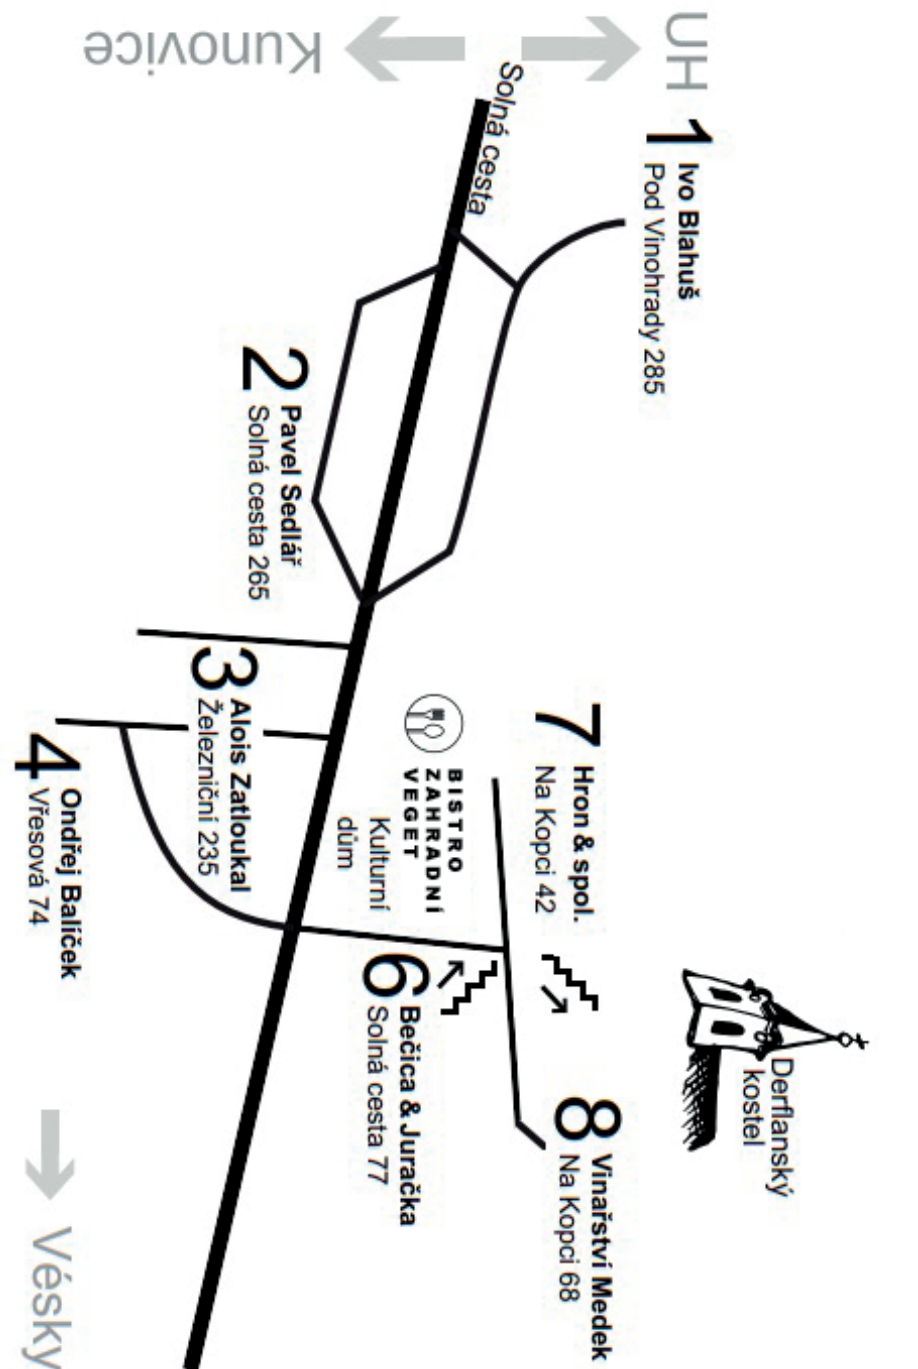 UH
Kunovice
Solná cesta
1
Ivo Blahuš
Pod Vinohrady 285
2
Pavel Sedlář
Solná cesta 265
3
Alois Zatloukal
Železniční 235
4
Ondřej Balíček
Vřesová 74
BISTRO
ZAHRADNÍ
VEGET
Kulturní
dům
6
Bečica & Juračka
Solná cesta 77
7
Hron & spol.
Na Kopci 42
8
Vinařství Medek
Na Kopci 68
Derflanský
kostel
Vésky